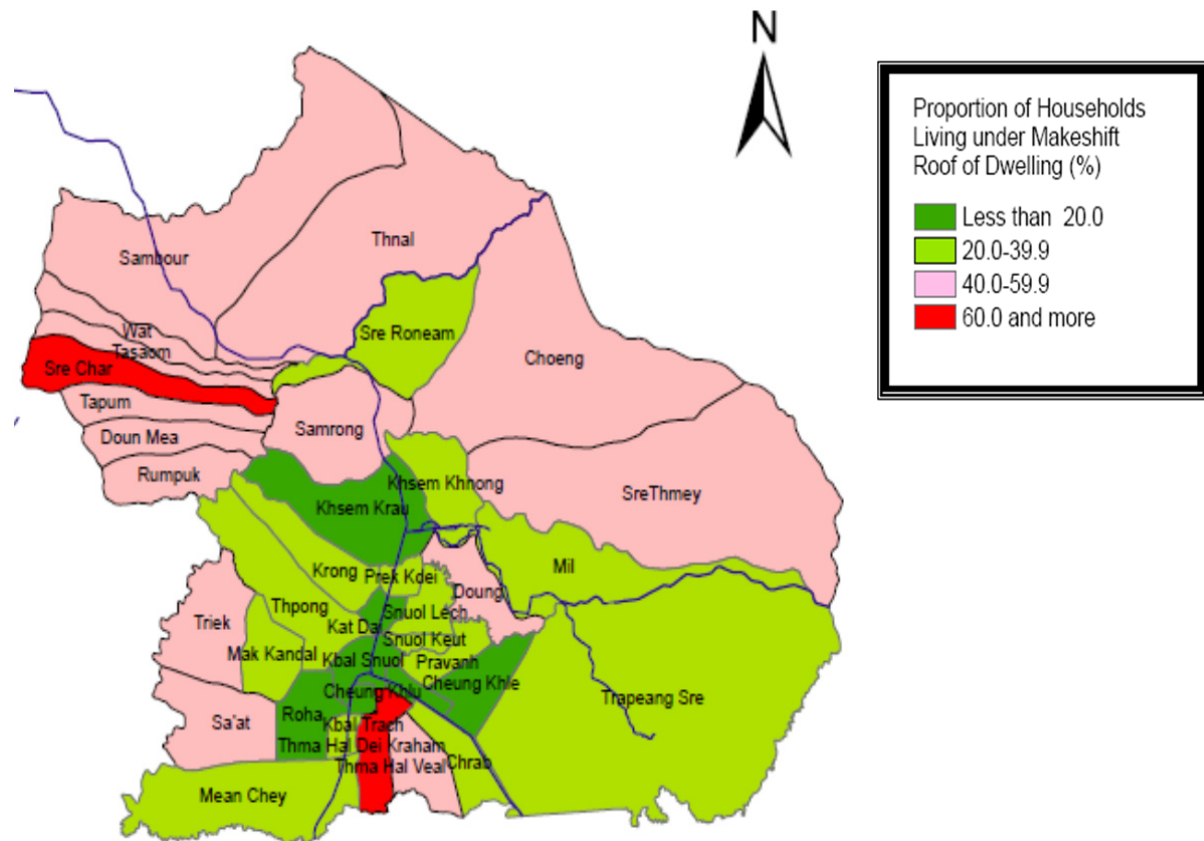 N
Proportion of Households
Living under Makeshift
Roof of Dwelling (%)
Less than 20.0
20.0-39.9
40.0-59.9
60.0 and more
Sambour
Thnal
Wat
Tasaom
Sre Char
Sre Roneam
Choeng
Tapum
Samrong
Doun Mea
Rumpuk
Khsem Khnong
SreThmey
Khsem Krau
Mil
Krong
Prek Kdei
Doung
Thpong
Snuol Lech
Triek
Kat Da
Snuol Keut
Mak Kandal
Kbal Snuol
Pravanh
Cheung Khlu
Cheung Khle
Trapeang Sre
Roha
Sa'at
Kbal Trach
Thma Hal Dei Kraham
Thma Hal Veal
Chrab
Mean Chey